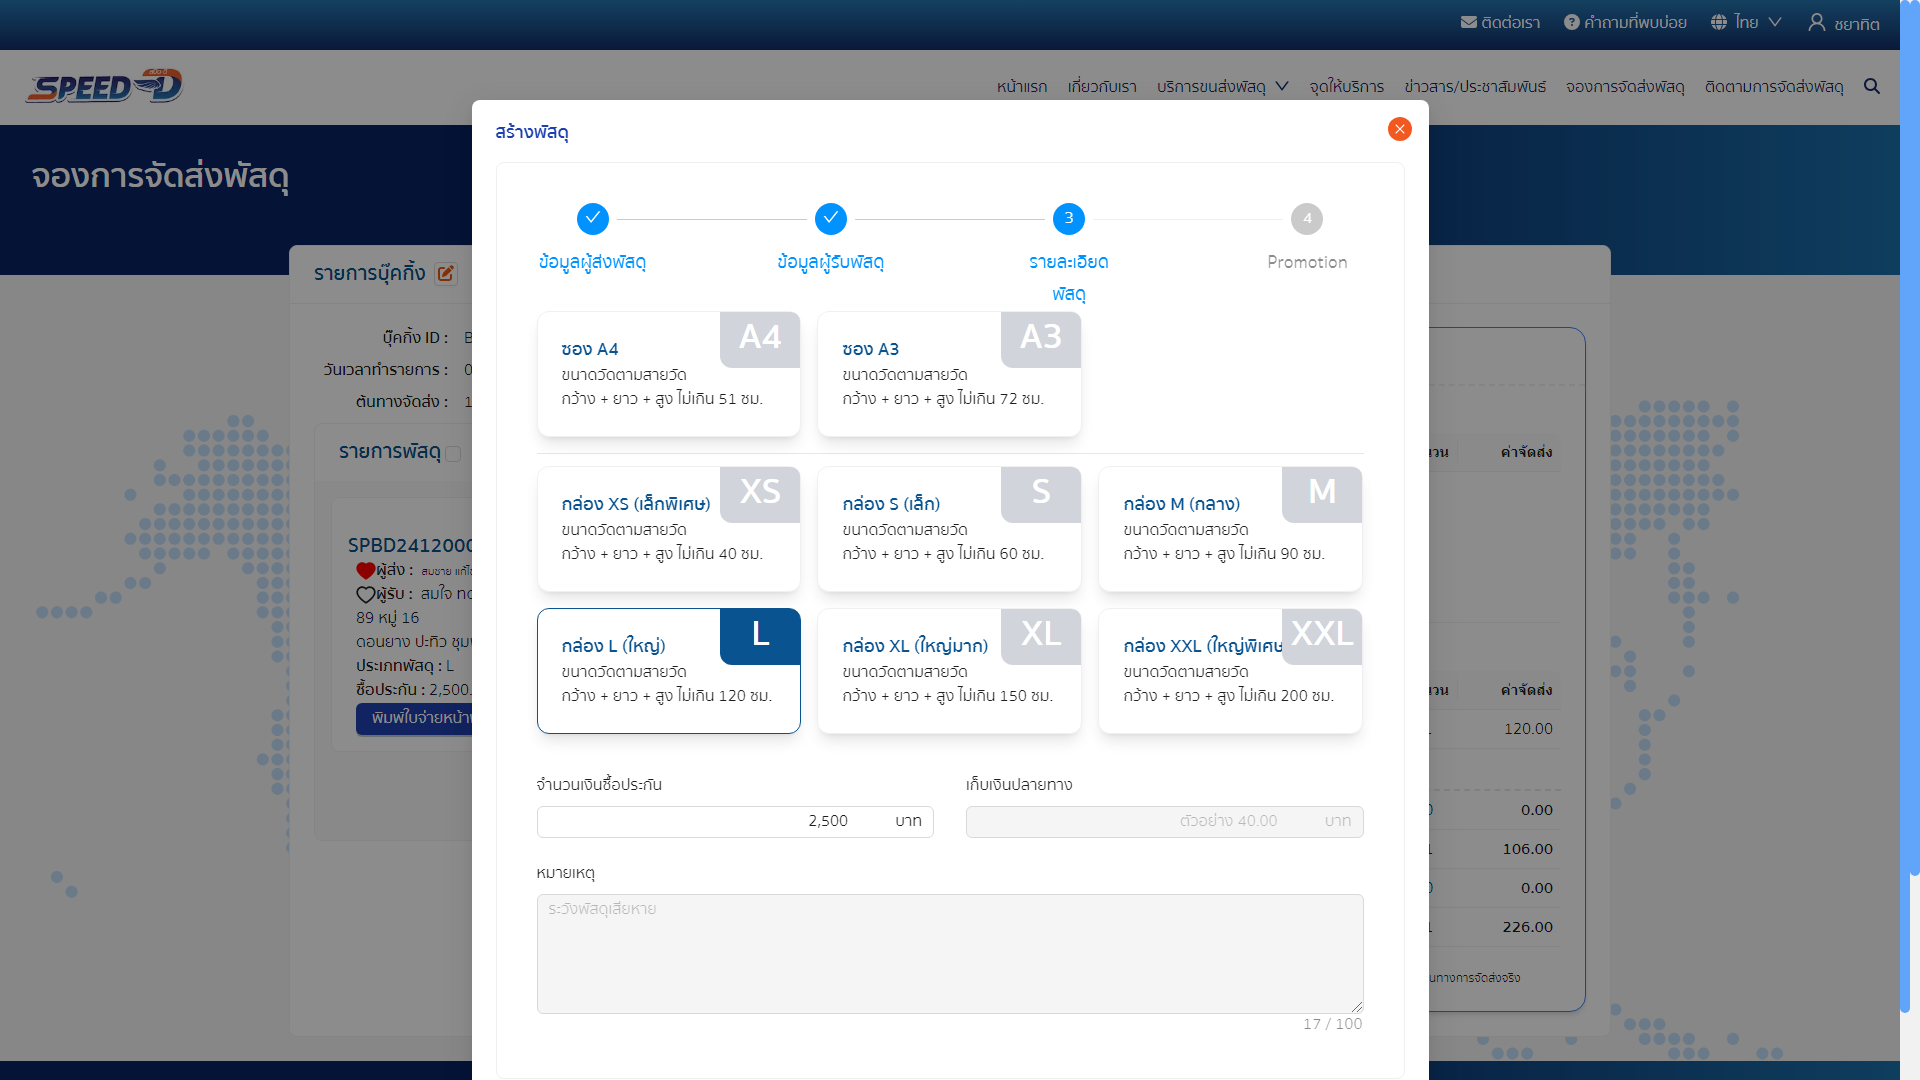 ติดต่อเรา คำถามที่พบบ่อย ไทย ชยาทิต
SPEED-D
หน้าแรก เกี่ยวกับเรา บริการขนส่งพัสดุ จุดให้บริการ ข่าวสาร/ประชาสัมพันธ์ จองการจัดส่งพัสดุ ติดตามการจัดส่งพัสดุ
สร้างพัสดุ
จองการจัดส่งพัสดุ
3 4
ข้อมูลผู้ส่งพัสดุ ข้อมูลผู้รับพัสดุ รายละเอียด Promotion
พัสดุ
รายการบุ๊คกิ้ง
บุ๊คกิ้ง ID :
วันเวลาทำรายการ : 0
ต้นทางจัดส่ง : 1
รายการพัสดุ
SPBD2412000
ผู้ส่ง : สมชาย
ผู้รับ : สมใจ
89 หมู่ 16
ดอนยาง ปะทิว
ประเภทพัสดุ : L
ซื้อประกัน : 2,500.
พิมพ์ใบจ่ายหน้า
ซอง A4 A4
ขนาดวัดตามสายวัด
กว้าง + ยาว + สูง ไม่เกิน 51 ซม.
ซอง A3 A3
ขนาดวัดตามสายวัด
กว้าง + ยาว + สูง ไม่เกิน 72 ซม.
กล่อง XS (เล็กพิเศษ) XS
ขนาดวัดตามสายวัด
กว้าง + ยาว + สูง ไม่เกิน 40 ซม.
กล่อง S (เล็ก) S
ขนาดวัดตามสายวัด
กว้าง + ยาว + สูง ไม่เกิน 60 ซม.
กล่อง M (กลาง) M
ขนาดวัดตามสายวัด
กว้าง + ยาว + สูง ไม่เกิน 90 ซม.
กล่อง L (ใหญ่) L
ขนาดวัดตามสายวัด
กว้าง + ยาว + สูง ไม่เกิน 120 ซม.
กล่อง XL (ใหญ่มาก) XL
ขนาดวัดตามสายวัด
กว้าง + ยาว + สูง ไม่เกิน 150 ซม.
กล่อง XXL (ใหญ่พิเศษ XXL
ขนาดวัดตามสายวัด
กว้าง + ยาว + สูง ไม่เกิน 200 ซม.
จำนวนเงินซื้อประกัน
2,500 บาท
เก็บเงินปลายทาง
ตัวอย่าง 40.00 บาท
หมายเหตุ
ระวังพัสดุเสียหาย
17 / 100
ค่าจัดส่ง
ค่าจัดส่ง
120.00
0.00
106.00
0.00
226.00
นทางการจัดส่งจริง